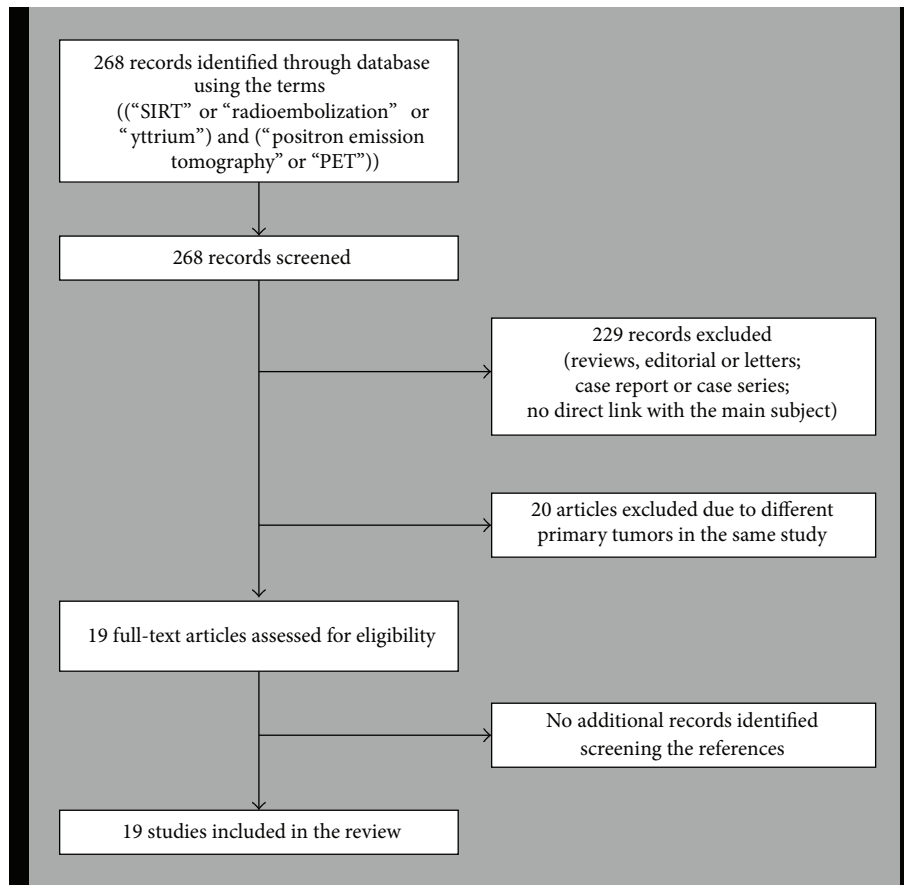 268 records identified through database
using the terms
((“SIRT” or “radioembolization” or
“yttrium”) and (“positron emission
tomography” or “PET”))
268 records screened
229 records excluded
(reviews, editorial or letters;
case report or case series;
no direct link with the main subject)
20 articles excluded due to different
primary tumors in the same study
19 full-text articles assessed for eligibility
No additional records identified
screening the references
19 studies included in the review